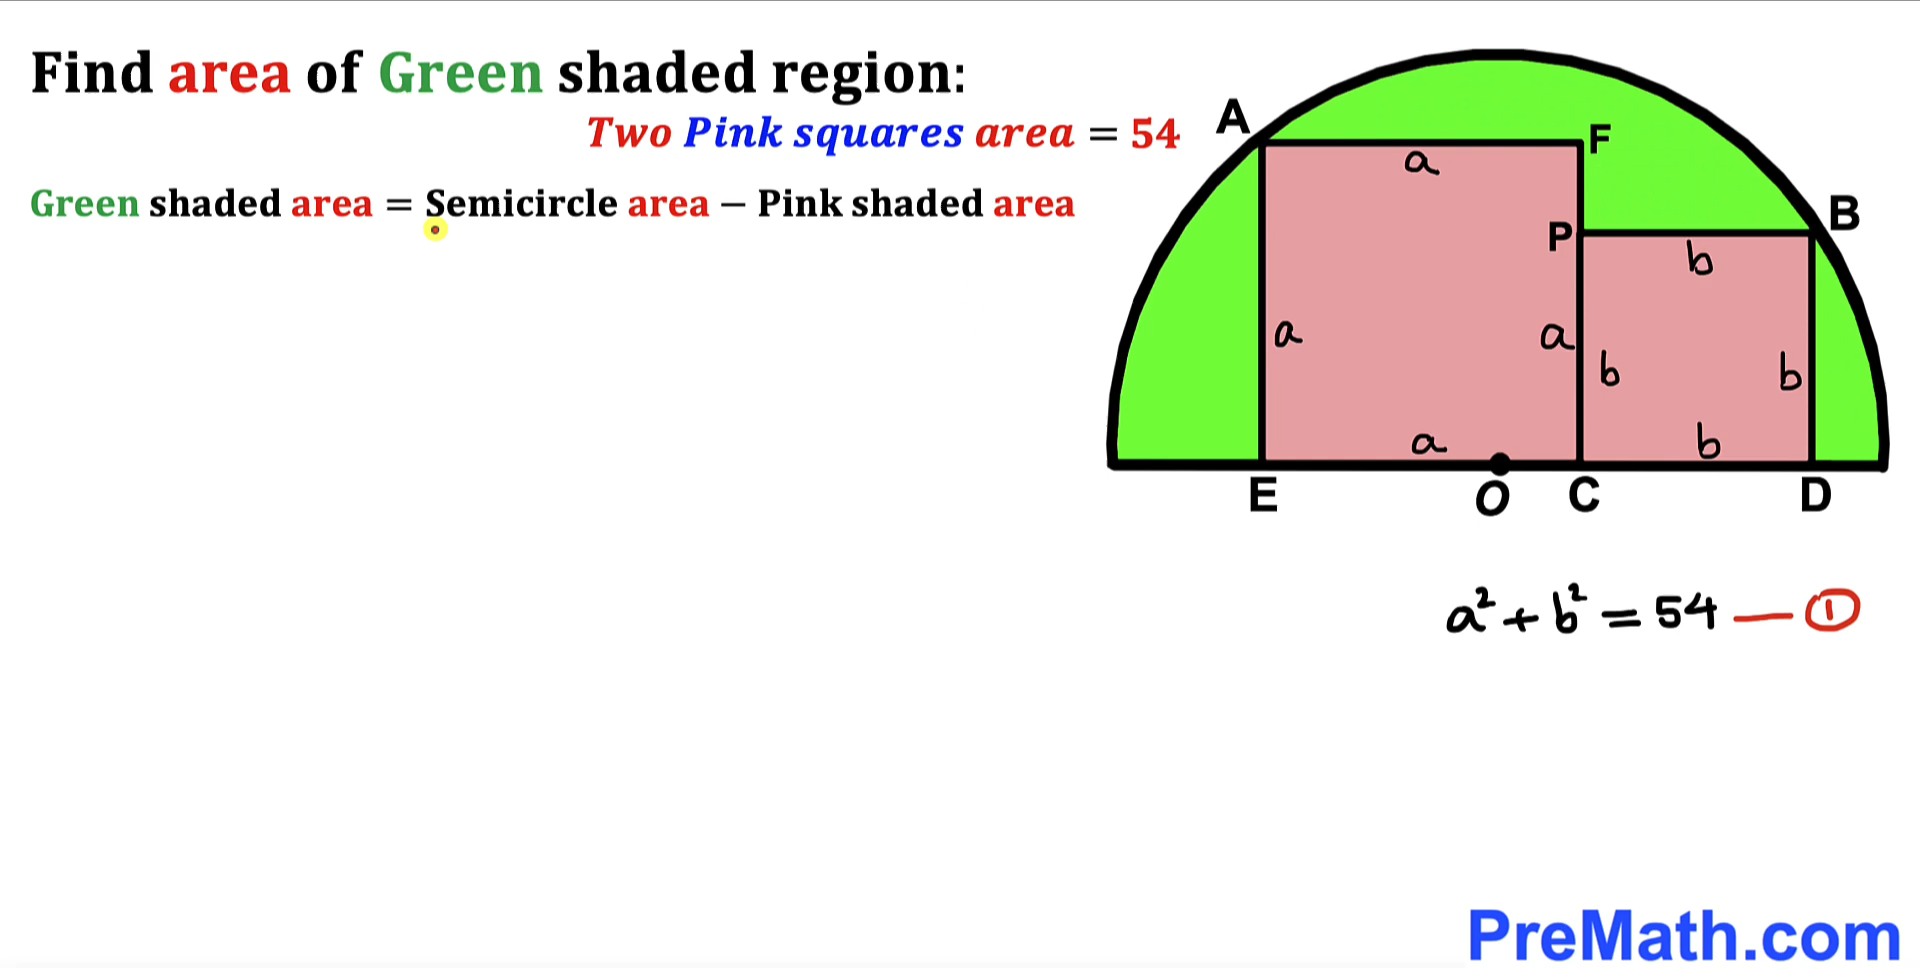 Find area of Green shaded region:
Two Pink squares area = 54
Green shaded area = Semicircle area − Pink shaded area
A
F
a
B
P
b
a
a
b
b
a
b
E
O
C
D
a² + b² = 54 — ①
PreMath.com